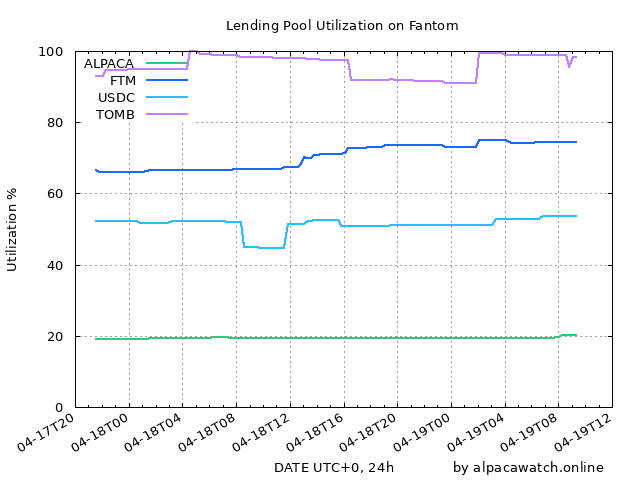 Lending Pool Utilization on Fantom
Utilization %
100
80
60
40
20
0
ALPACA
FTM
USDC
TOMB
04-17T20
04-18T00
04-18T04
04-18T08
04-18T12
04-18T16
04-18T20
04-19T00
04-19T04
04-19T08
04-19T12
DATE UTC+0, 24h
by alpacawatch.online